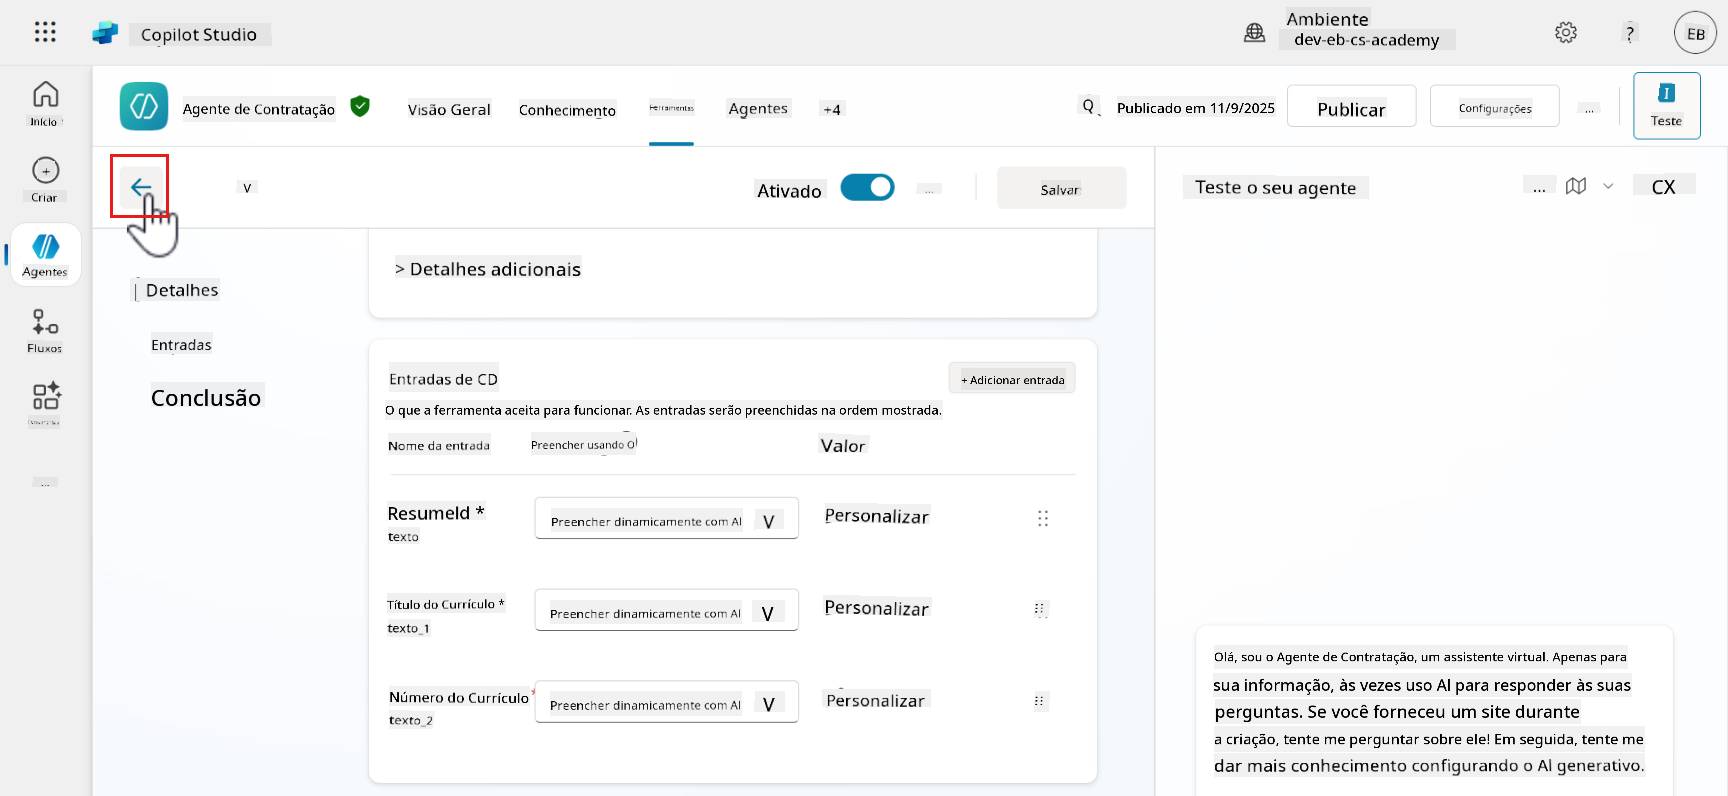 Copilot Studio
Ambiente
dev-eb-cs-academy
?
EB
Início
Criar
Agentes
Fluxos
...
Agente de Contratação
Visão Geral
Conhecimento
Ferramentas
Agentes
+4
Q
Publicado em 11/9/2025
Publicar
Configurações
...
Teste
V
Ativado
...
Salvar
Teste o seu agente
...
CX
| Detalhes
Entradas
Conclusão
> Detalhes adicionais
Entradas de CD
+ Adicionar entrada
O que a ferramenta aceita para funcionar. As entradas serão preenchidas na ordem mostrada.
Nome da entrada
Preencher usando O
Valor
Resumeld *
texto
Preencher dinamicamente com Al
V
Personalizar
Título do Currículo *
texto_1
Preencher dinamicamente com Al
V
Personalizar
Número do Currículo *
texto_2
Preencher dinamicamente com Al
V
Personalizar
Olá, sou o Agente de Contratação, um assistente virtual. Apenas para
sua informação, às vezes uso Al para responder às suas
perguntas. Se você forneceu um site durante
a criação, tente me perguntar sobre ele! Em seguida, tente me
dar mais conhecimento configurando o Al generativo.